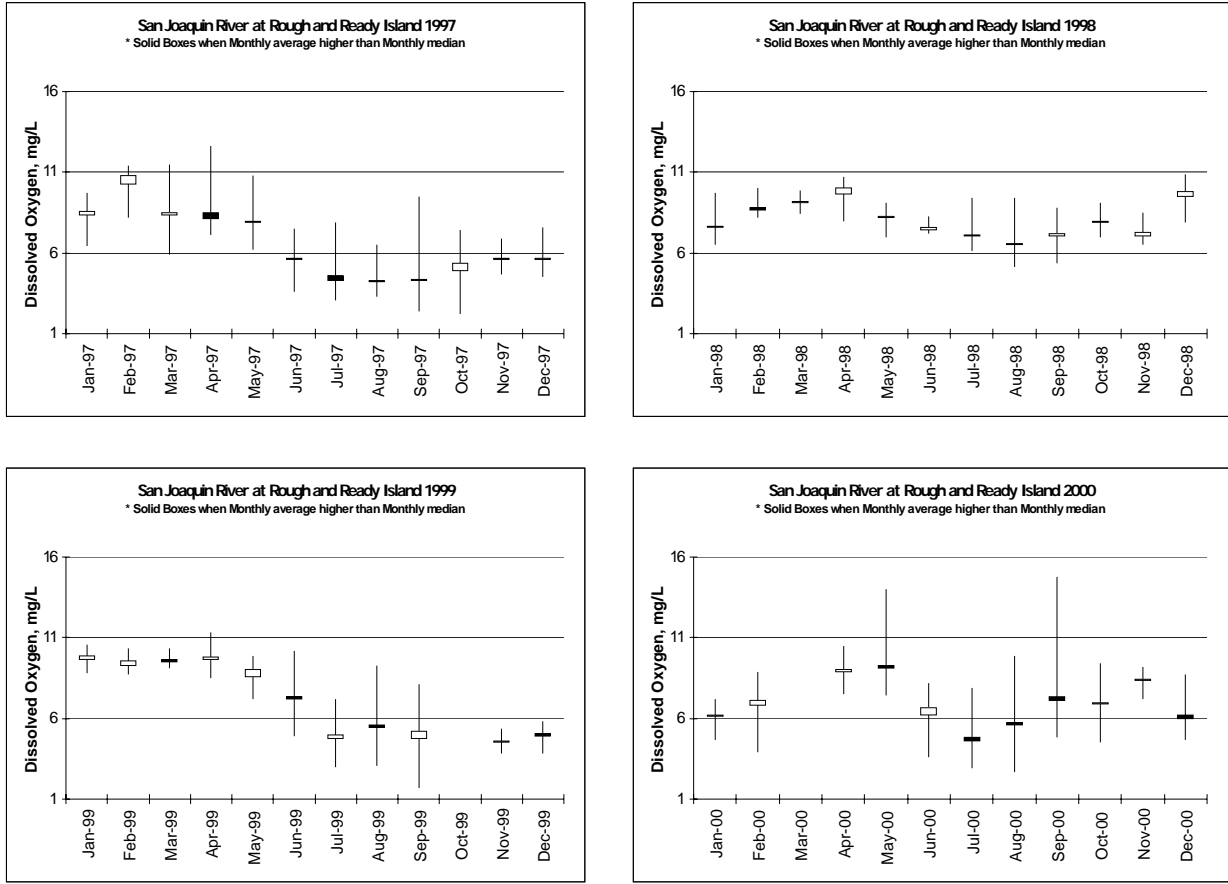 San Joaquin River at Rough and Ready Island 1997
* Solid Boxes when Monthly average higher than Monthly median
Dissolved Oxygen, mg/L
16
11
6
1
Jan-97
Feb-97
Mar-97
Apr-97
May-97
Jun-97
Jul-97
Aug-97
Sep-97
Oct-97
Nov-97
Dec-97
San Joaquin River at Rough and Ready Island 1998
* Solid Boxes when Monthly average higher than Monthly median
Dissolved Oxygen, mg/L
16
11
6
1
Jan-98
Feb-98
Mar-98
Apr-98
May-98
Jun-98
Jul-98
Aug-98
Sep-98
Oct-98
Nov-98
Dec-98
San Joaquin River at Rough and Ready Island 1999
* Solid Boxes when Monthly average higher than Monthly median
Dissolved Oxygen, mg/L
16
11
6
1
Jan-99
Feb-99
Mar-99
Apr-99
May-99
Jun-99
Jul-99
Aug-99
Sep-99
Oct-99
Nov-99
Dec-99
San Joaquin River at Rough and Ready Island 2000
* Solid Boxes when Monthly average higher than Monthly median
Dissolved Oxygen, mg/L
16
11
6
1
Jan-00
Feb-00
Mar-00
Apr-00
May-00
Jun-00
Jul-00
Aug-00
Sep-00
Oct-00
Nov-00
Dec-00